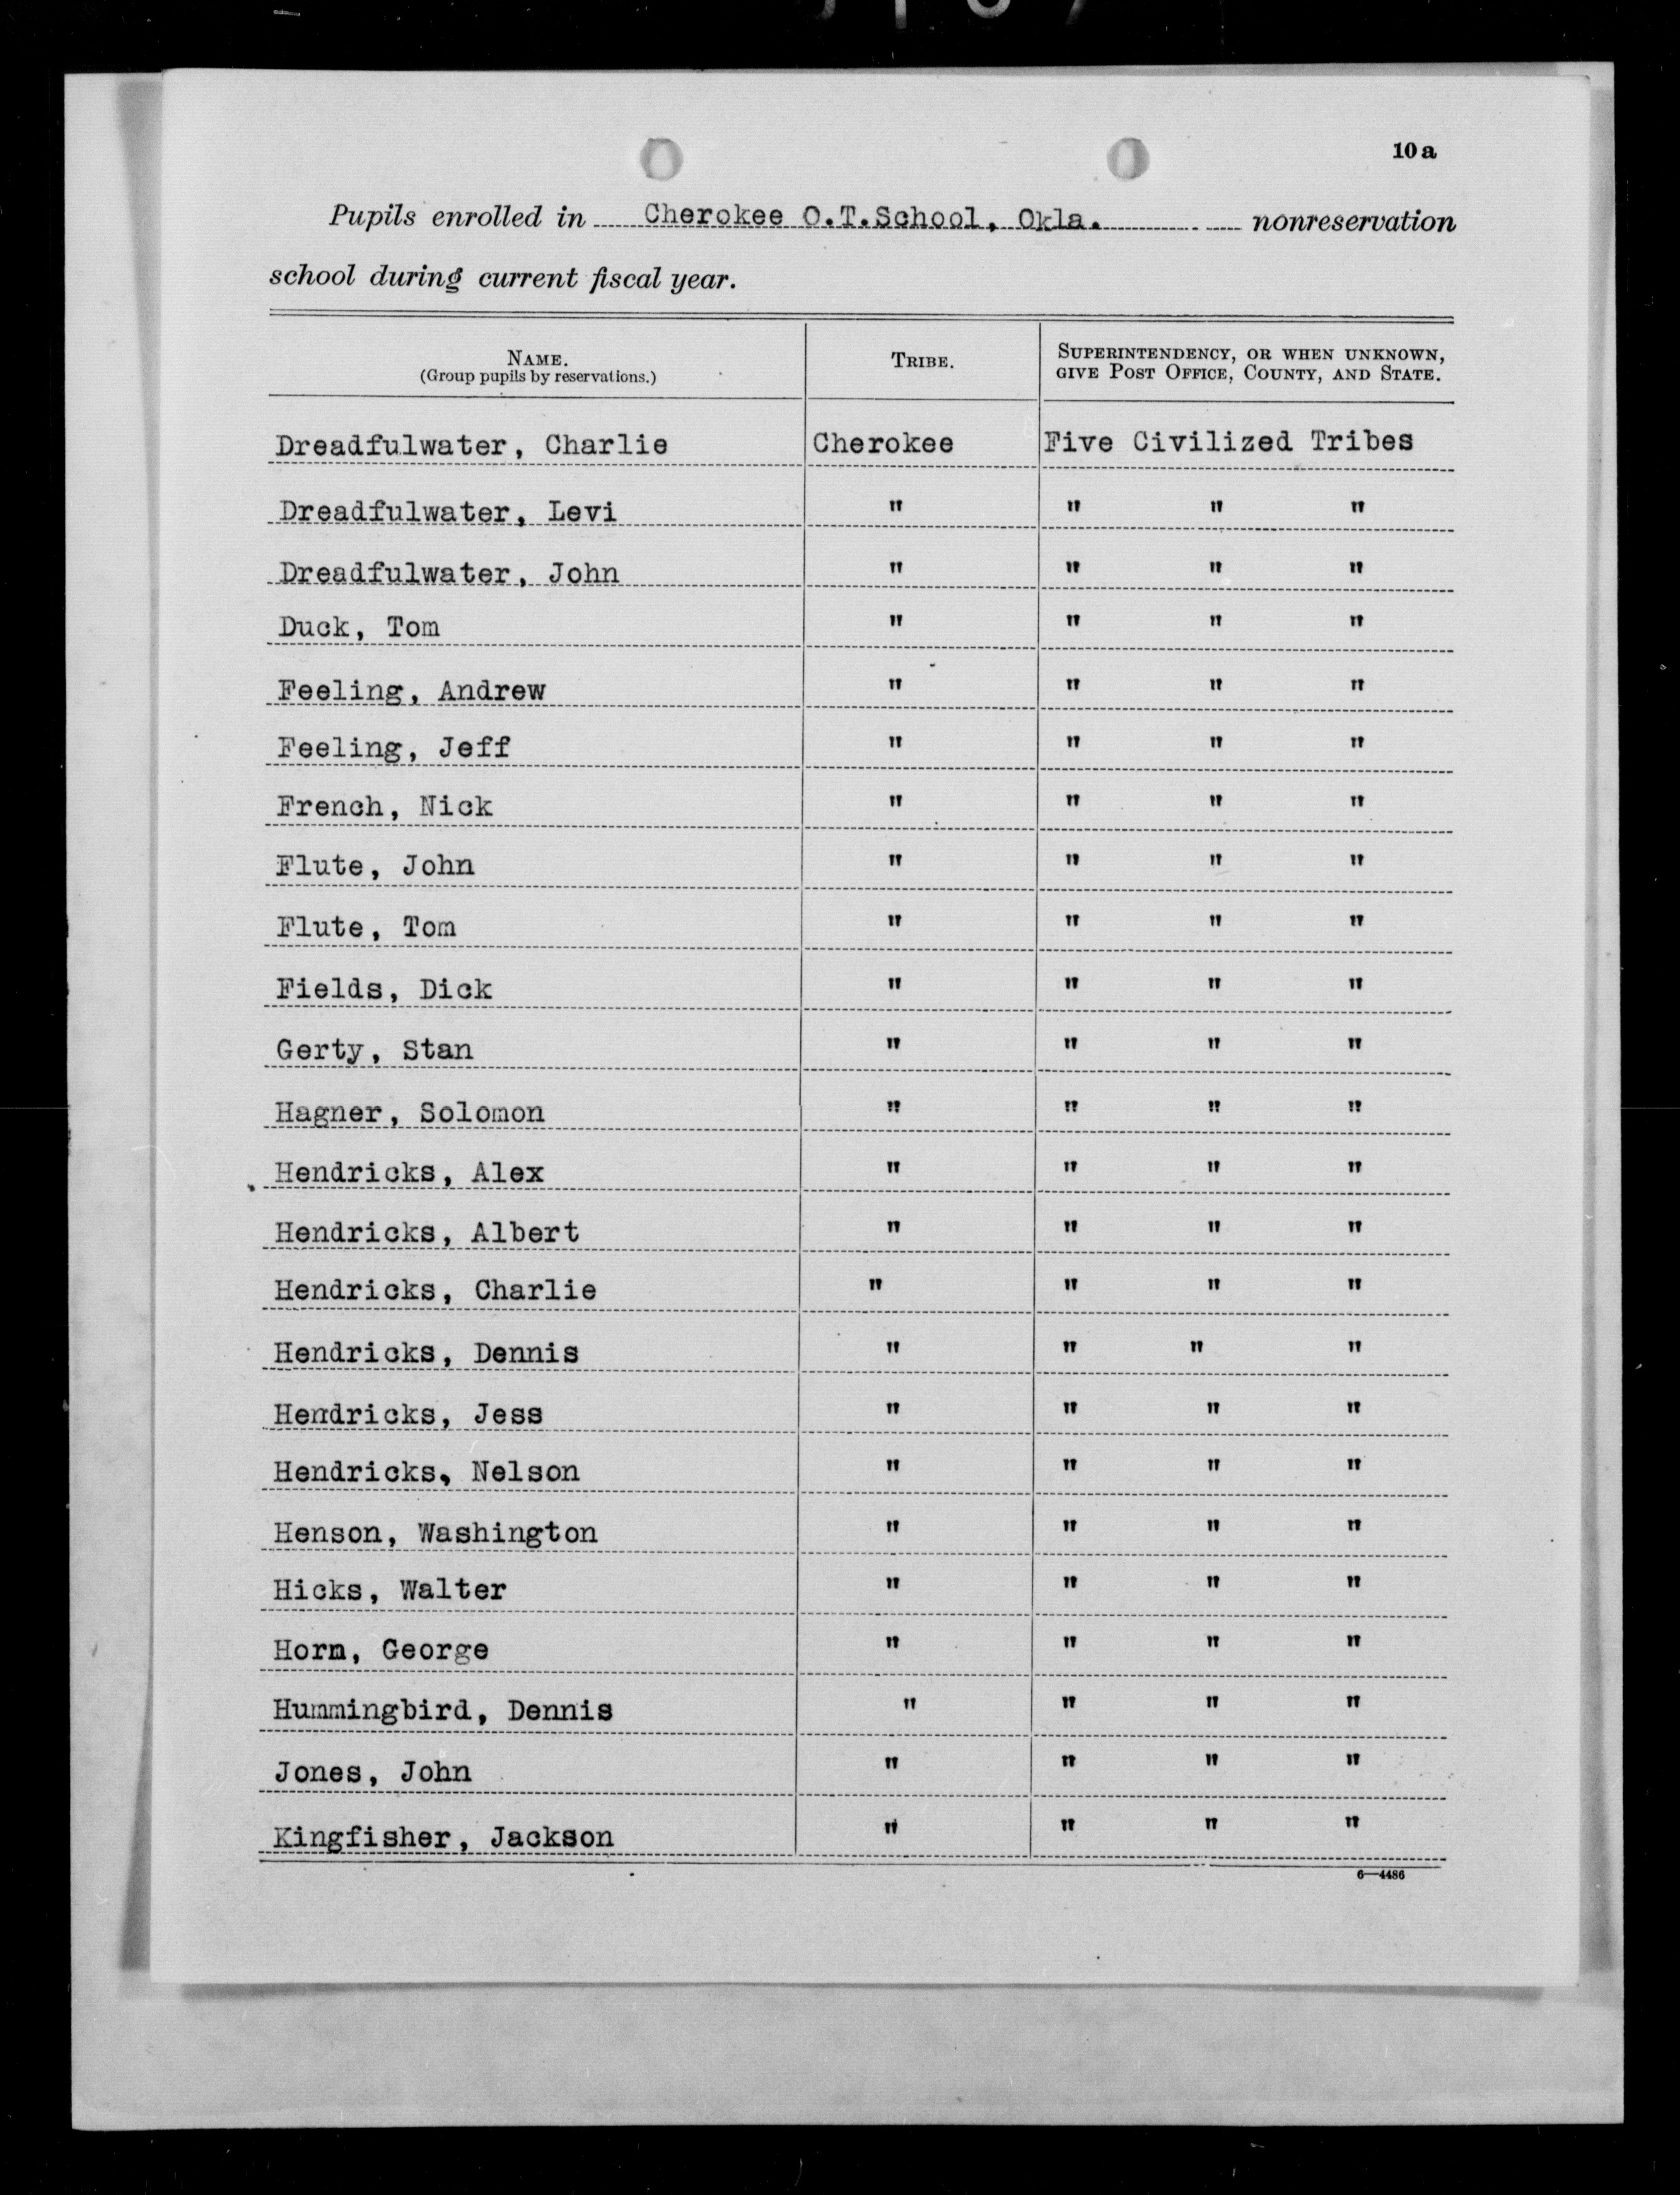 10a
Pupils enrolled in Cherokee O.T.School, Okla. nonreservation
school during current fiscal year.
NAME. (Group pupils by reservations.) TRIBE. SUPERINTENDENCY, OR WHEN UNKNOWN, GIVE POST OFFICE, COUNTY, AND STATE.
Dreadfulwater, Charlie Cherokee Five Civilized Tribes
Dreadfulwater, Levi " " " "
Dreadfulwater, John " " " "
Duck, Tom " " " "
Feeling, Andrew " " " "
Feeling, Jeff " " " "
French, Nick " " " "
Flute, John " " " "
Flute, Tom " " " "
Fields, Dick " " " "
Gerty, Stan " " " "
Hagner, Solomon " " " "
Hendricks, Alex " " " "
Hendricks, Albert " " " "
Hendricks, Charlie " " " "
Hendricks, Dennis " " " "
Hendricks, Jess " " " "
Hendricks, Nelson " " " "
Henson, Washington " " " "
Hicks, Walter " " " "
Horn, George " " " "
Hummingbird, Dennis " " " "
Jones, John " " " "
Kingfisher, Jackson " " " "
6—4486